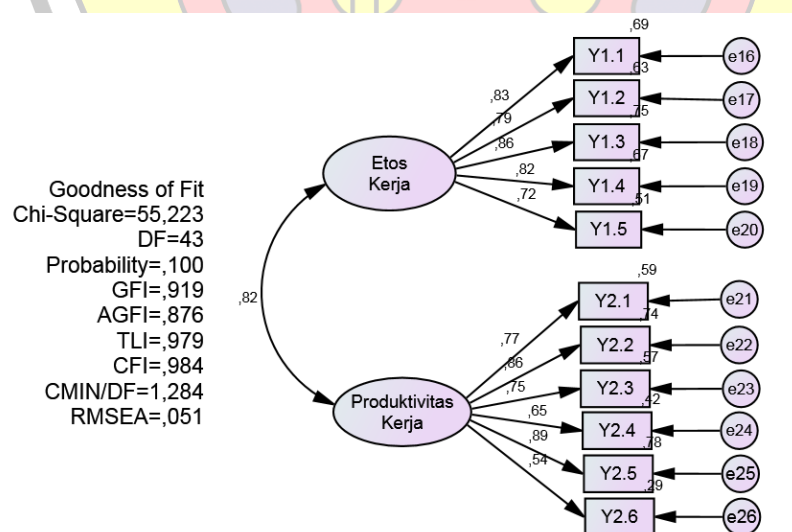 Goodness of Fit
Chi-Square=55,223
DF=43
Probability=,100
GFI=,919
AGFI=,876
TLI=,979
CFI=,984
CMIN/DF=1,284
RMSEA=,051
,82
Etos
Kerja
,83
,79
,86
,82
,72
,69
Y1.1
e16
,63
Y1.2
e17
,75
Y1.3
e18
,67
Y1.4
e19
,51
Y1.5
e20
Produktivitas
Kerja
,77
,86
,75
,65
,89
,54
,59
Y2.1
e21
,74
Y2.2
e22
,57
Y2.3
e23
,42
Y2.4
e24
,78
Y2.5
e25
,29
Y2.6
e26